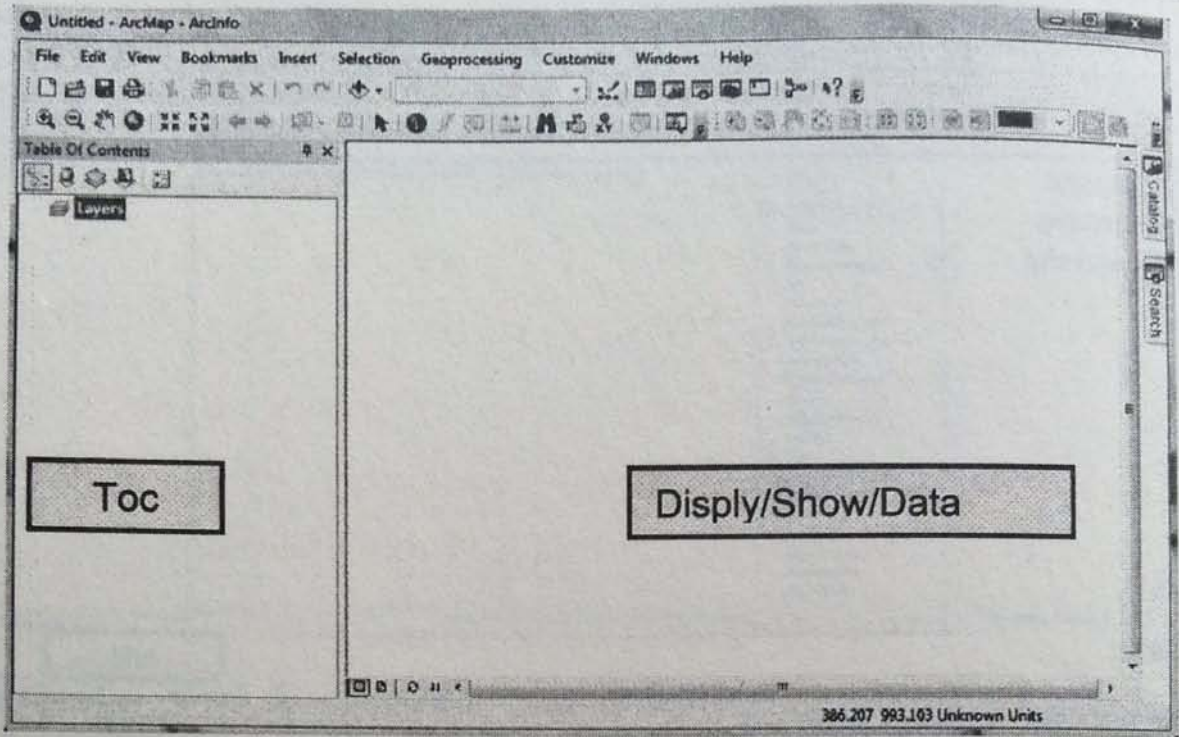 Untitled - ArcMap - ArcInfo
File Edit View Bookmarks Insert Selection Geoprocessing Customize Windows Help
Table Of Contents
Layers
Catalog
Search
Toc
Disply/Show/Data
386.207 993.103 Unknown Units